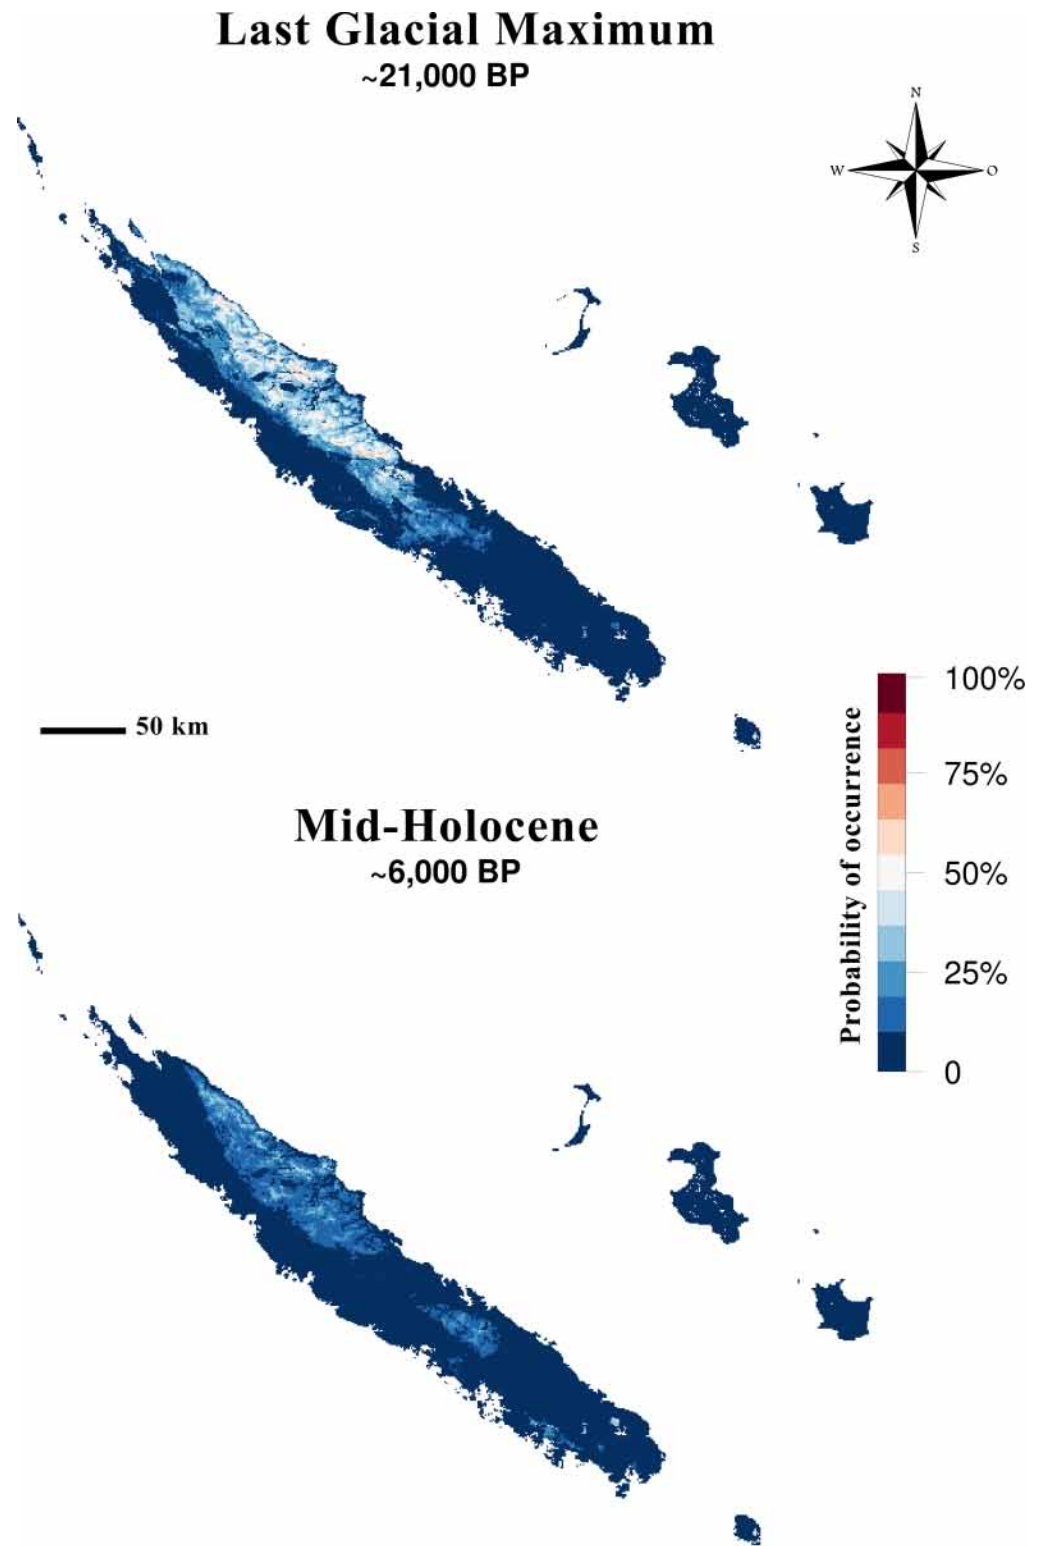 Last Glacial Maximum
~21,000 BP
N
W
O
S
50 km
Mid-Holocene
~6,000 BP
Probability of occurrence
100%
75%
50%
25%
0